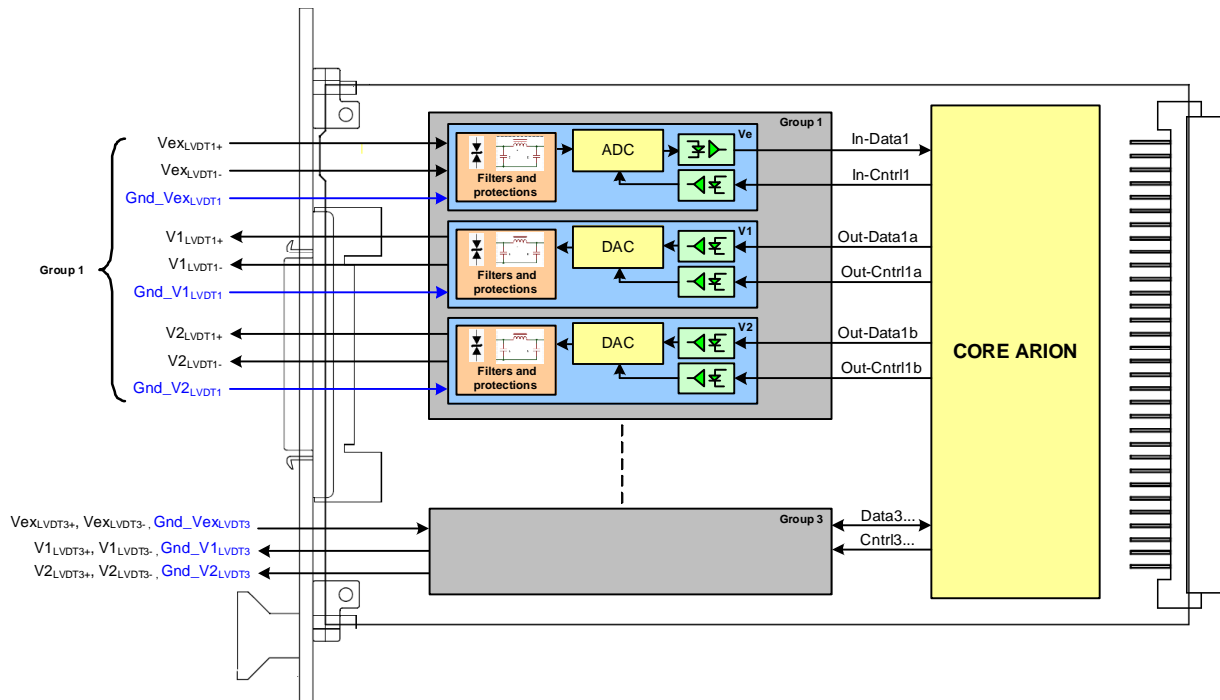 Group 1
Ve
VexLVDT1+
In-Data1
ADC
VexLVDT1-
Filters and
protections
In-Cntrl1
Gnd_VexLVDT1
V1
V1LVDT1+
Out-Data1a
DAC
V1LVDT1-
Filters and
protections
Out-Cntrl1a
Group 1
Gnd_V1LVDT1
V2
V2LVDT1+
Out-Data1b
DAC
CORE ARION
V2LVDT1-
Filters and
protections
Out-Cntrl1b
Gnd_V2LVDT1
VexLVDT3+, VexLVDT3-, Gnd_VexLVDT3
Group 3
Data3...
V1LVDT3+, V1LVDT3-, Gnd_V1LVDT3
Cntrl3...
V2LVDT3+, V2LVDT3-, Gnd_V2LVDT3